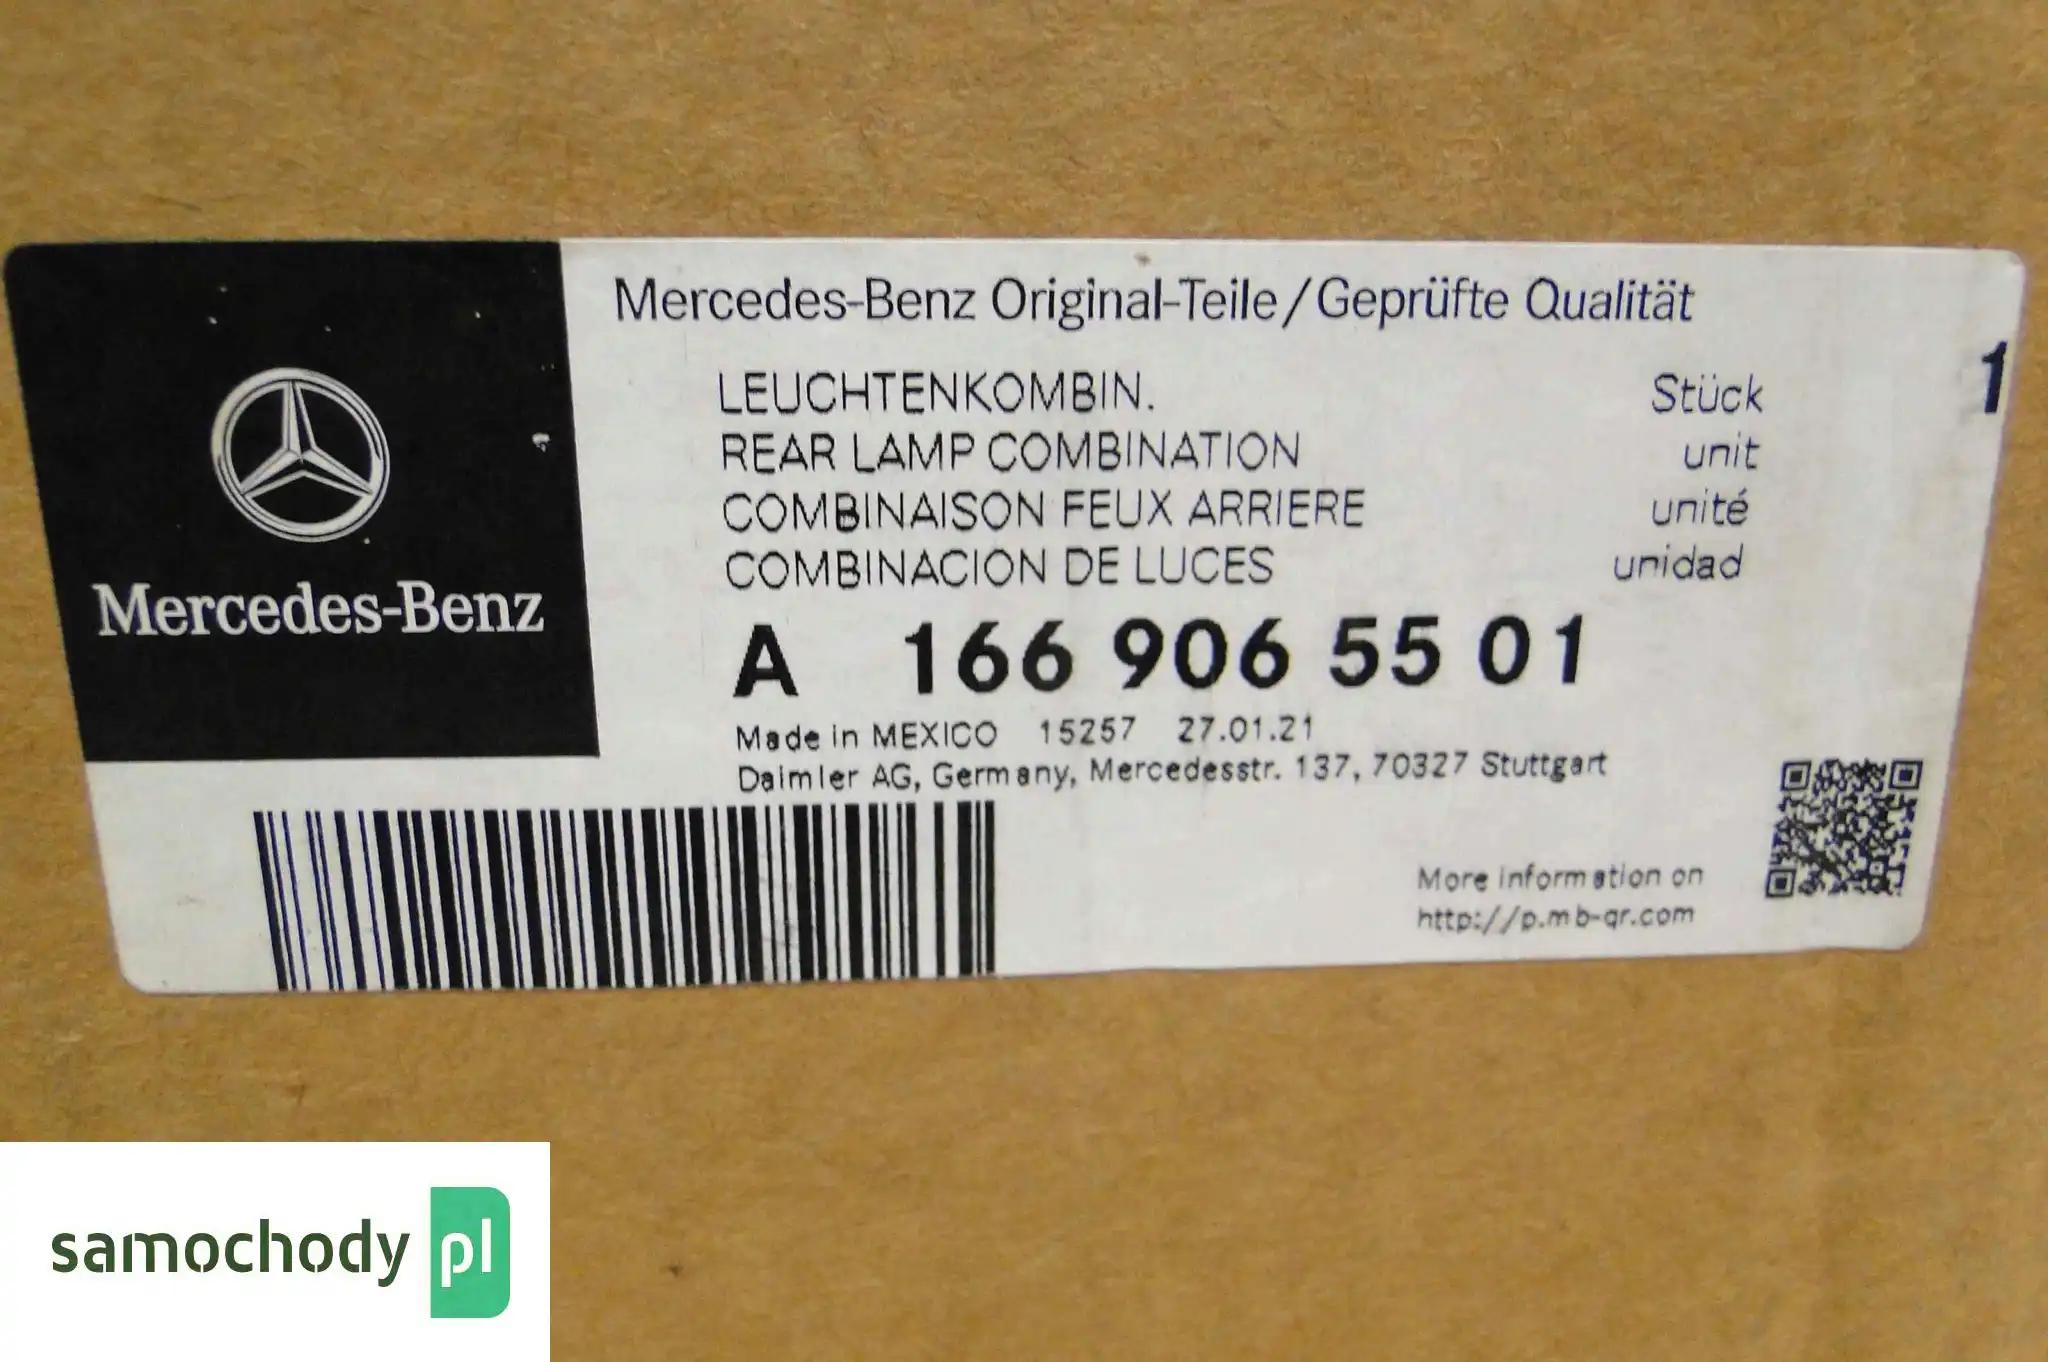 Mercedes-Benz
Mercedes-Benz Original-Teile/Geprüfte Qualität
LEUCHTENKOMBIN. Stück 1
REAR LAMP COMBINATION unit
COMBINAISON FEUX ARRIERE unité
COMBINACION DE LUCES unidad
A 166 906 55 01
Made in MEXICO 15257 27.01.21
Daimler AG, Germany, Mercedesstr. 137, 70327 Stuttgart
More information on
http://p.mb-qr.com
samochody pl